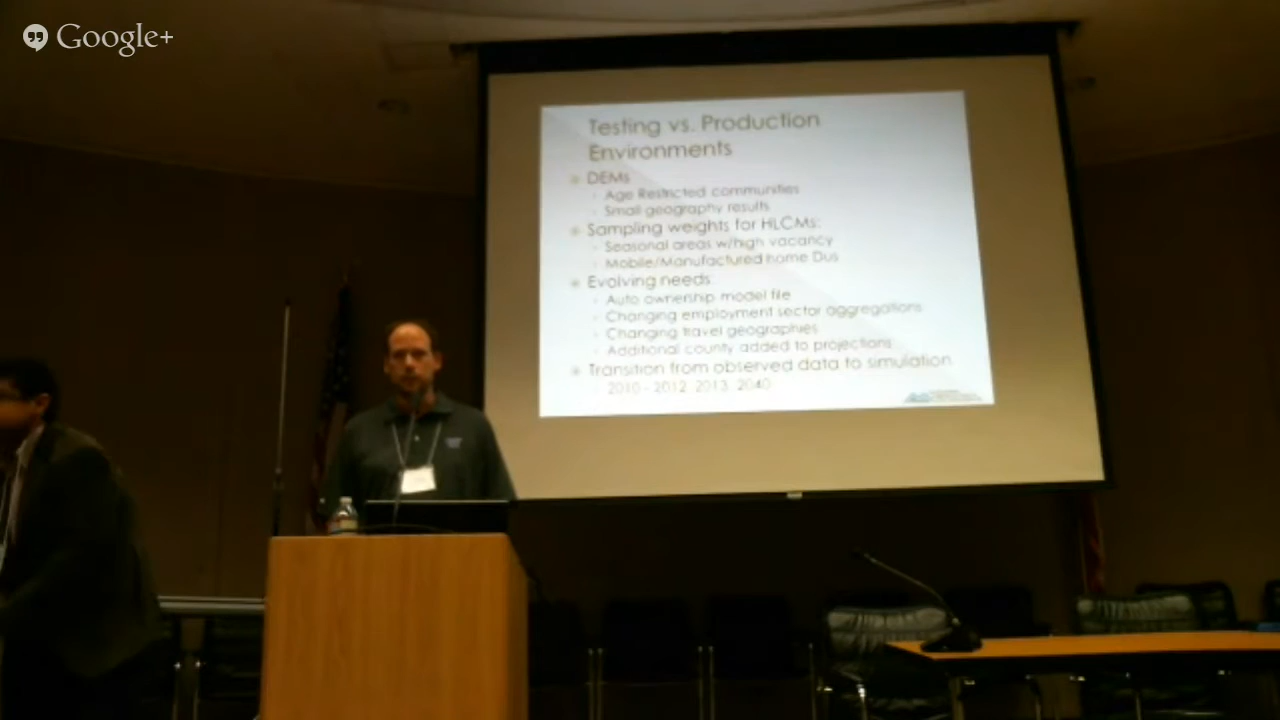 Google+
Testing vs. Production
Environments
DEMs
Age Restricted communities
Small geography results
Sampling weights for HLCMs:
Seasonal areas w/high vacancy
Mobile/Manufactured home Dus
Evolving needs:
Auto ownership model file
Changing employment sector aggregations
Changing travel geographies
Additional county added to projections
Transition from observed data to simulation
2010 - 2012, 2013, 2040